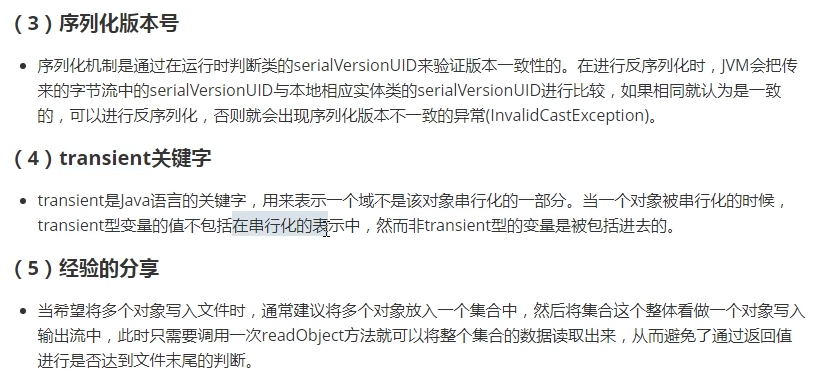 （3）序列化版本号
• 序列化机制是通过在运行时判断类的serialVersionUID来验证版本一致性的。在进行反序列化时，JVM会把传
来的字节流中的serialVersionUID与本地相应实体类的serialVersionUID进行比较，如果相同就认为是一致
的，可以进行反序列化，否则就会出现序列化版本不一致的异常(InvalidCastException)。
（4）transient关键字
• transient是Java语言的关键字，用来表示一个域不是该对象串行化的一部分。当一个对象被串行化的时候，
transient型变量的值不包括在串行化的表示中，然而非transient型的变量是被包括进去的。
（5）经验的分享
• 当希望将多个对象写入文件时，通常建议将多个对象放入一个集合中，然后将集合这个整体看做一个对象写入
输出流中，此时只需要调用一次readObject方法就可以将整个集合的数据读取出来，从而避免了通过返回值
进行是否达到文件末尾的判断。